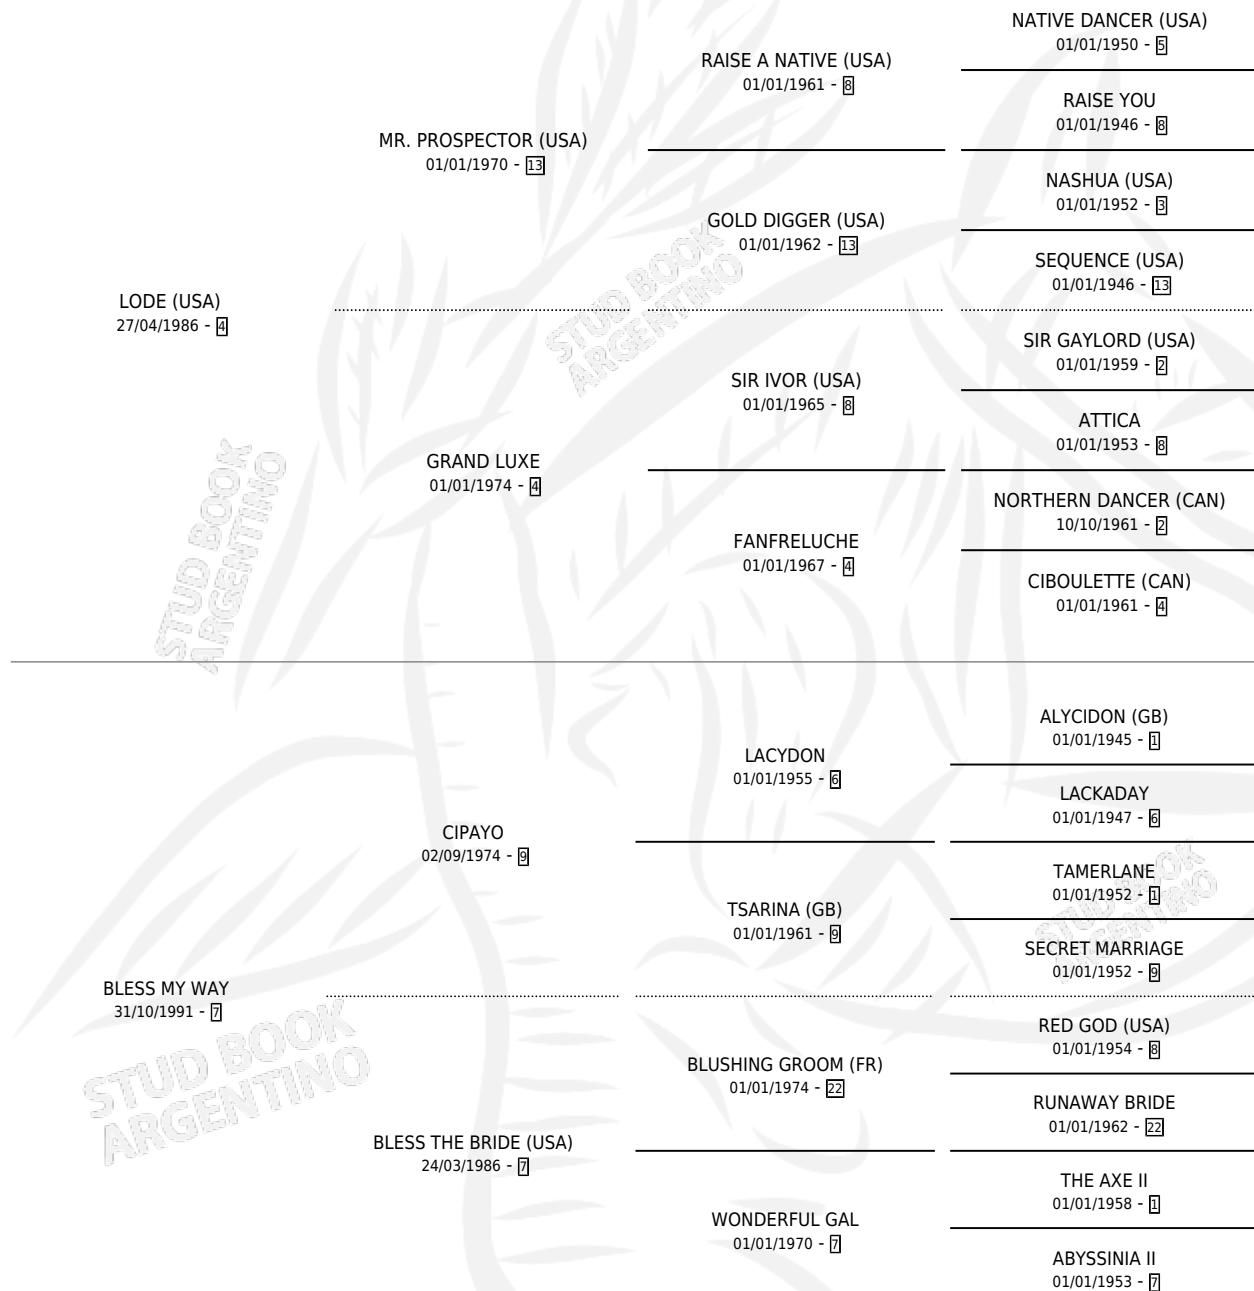 NATIVE DANCER (USA)
01/01/1950 - 5
RAISE A NATIVE (USA)
01/01/1961 - 8
RAISE YOU
01/01/1946 - 8
MR. PROSPECTOR (USA)
01/01/1970 - 13
NASHUA (USA)
01/01/1952 - 3
GOLD DIGGER (USA)
01/01/1962 - 13
SEQUENCE (USA)
01/01/1946 - 13
LODE (USA)
27/04/1986 - 4
SIR GAYLORD (USA)
01/01/1959 - 2
SIR IVOR (USA)
01/01/1965 - 8
ATTICA
01/01/1953 - 8
GRAND LUXE
01/01/1974 - 4
NORTHERN DANCER (CAN)
10/10/1961 - 2
FANFRELUCHE
01/01/1967 - 4
CIBOULETTE (CAN)
01/01/1961 - 4
ALYCIDON (GB)
01/01/1945 - 1
LACYDON
01/01/1955 - 6
LACKADAY
01/01/1947 - 6
CIPAYO
02/09/1974 - 9
TAMERLANE
01/01/1952 - 1
TSARINA (GB)
01/01/1961 - 9
SECRET MARRIAGE
01/01/1952 - 9
BLESS MY WAY
31/10/1991 - 7
RED GOD (USA)
01/01/1954 - 8
BLUSHING GROOM (FR)
01/01/1974 - 22
RUNAWAY BRIDE
01/01/1962 - 22
BLESS THE BRIDE (USA)
24/03/1986 - 7
THE AXE II
01/01/1958 - 1
WONDERFUL GAL
01/01/1970 - 7
ABYSSINIA II
01/01/1953 - 7
STUD BOOK
ARGENTINO
STUD BOOK
ARGENTINO
STUD BOOK
ARGENTINO
STUD BOOK
ARGENTINO